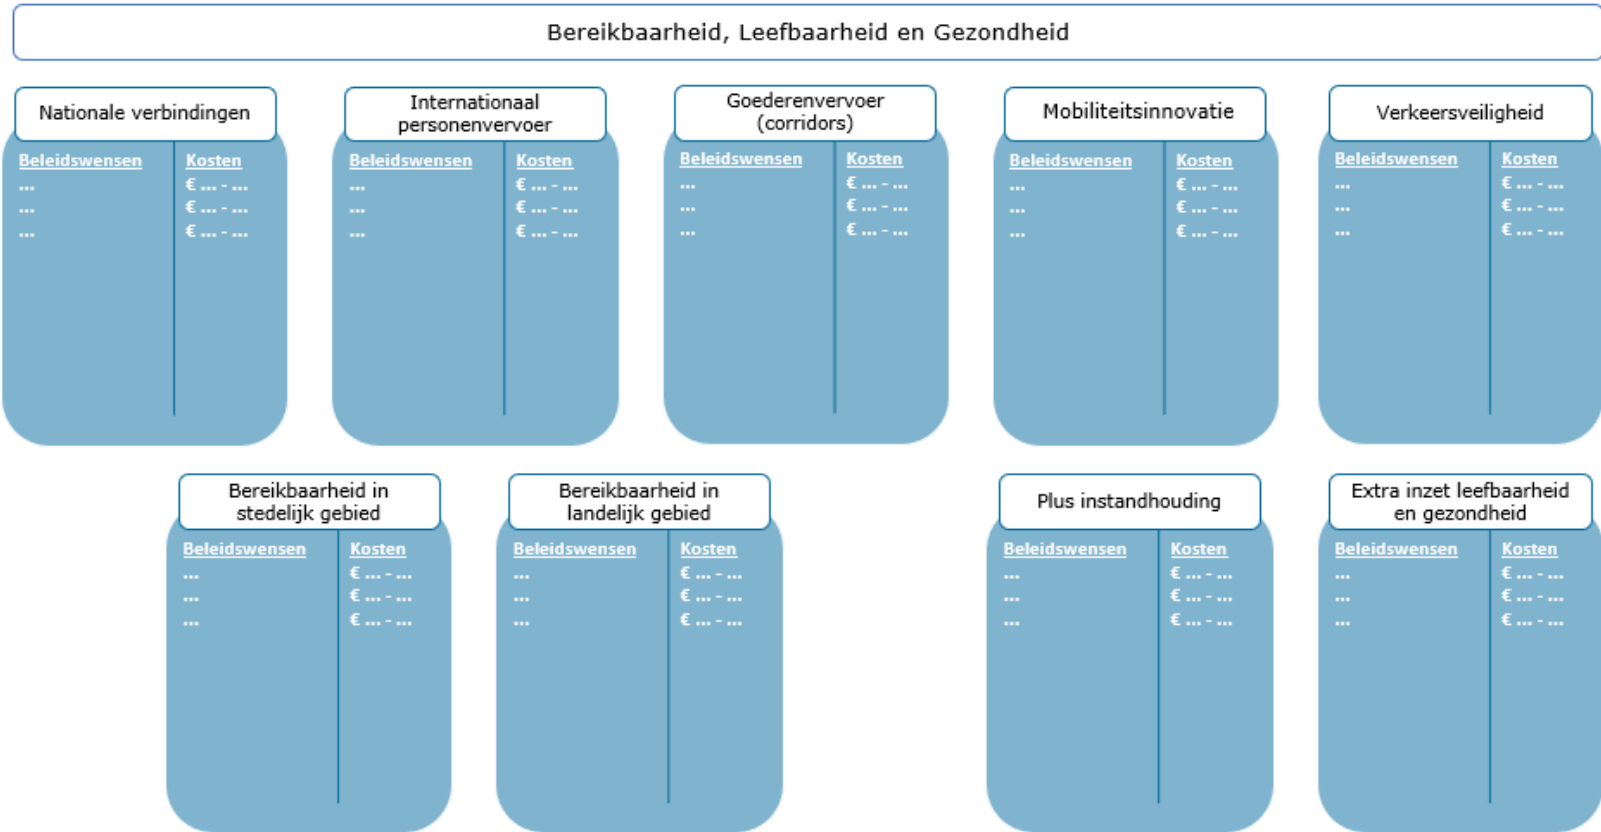 Bereikbaarheid, Leefbaarheid en Gezondheid
Nationale verbindingen
Beleidswensen Kosten
... € ... - ...
... € ... - ...
... € ... - ...
Internationaal
personenvervoer
Beleidswensen Kosten
... € ... - ...
... € ... - ...
... € ... - ...
Goederenvervoer
(corridors)
Beleidswensen Kosten
... € ... - ...
... € ... - ...
... € ... - ...
Mobiliteitsinnovatie
Beleidswensen Kosten
... € ... - ...
... € ... - ...
... € ... - ...
Verkeersveiligheid
Beleidswensen Kosten
... € ... - ...
... € ... - ...
... € ... - ...
Bereikbaarheid in
stedelijk gebied
Beleidswensen Kosten
... € ... - ...
... € ... - ...
... € ... - ...
Bereikbaarheid in
landelijk gebied
Beleidswensen Kosten
... € ... - ...
... € ... - ...
... € ... - ...
Plus instandhouding
Beleidswensen Kosten
... € ... - ...
... € ... - ...
... € ... - ...
Extra inzet leefbaarheid
en gezondheid
Beleidswensen Kosten
... € ... - ...
... € ... - ...
... € ... - ...